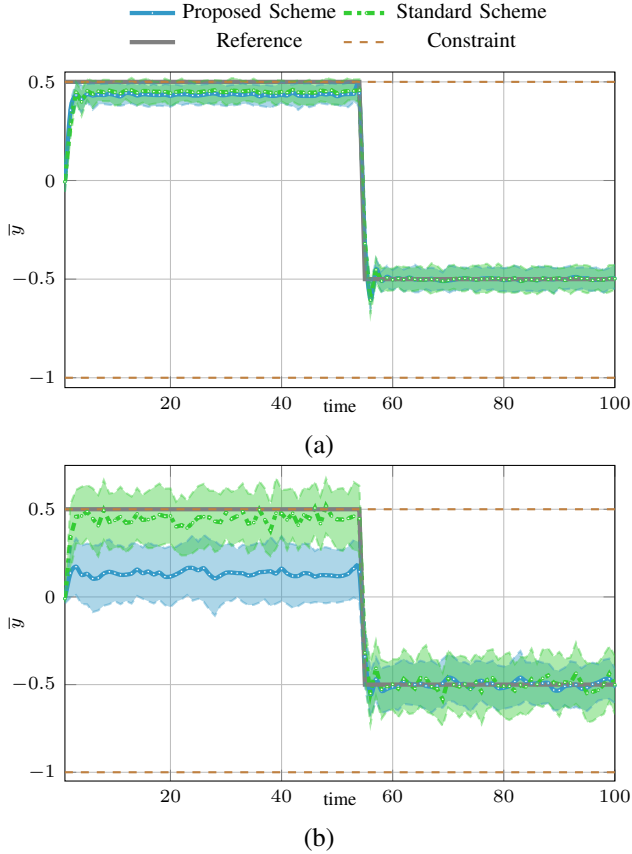 Proposed Scheme Standard Scheme
Reference Constraint
0.5
0
−0.5
−1
y̅
20 40 60 80 100
time
(a)
0.5
0
−0.5
−1
y̅
20 40 60 80 100
time
(b)